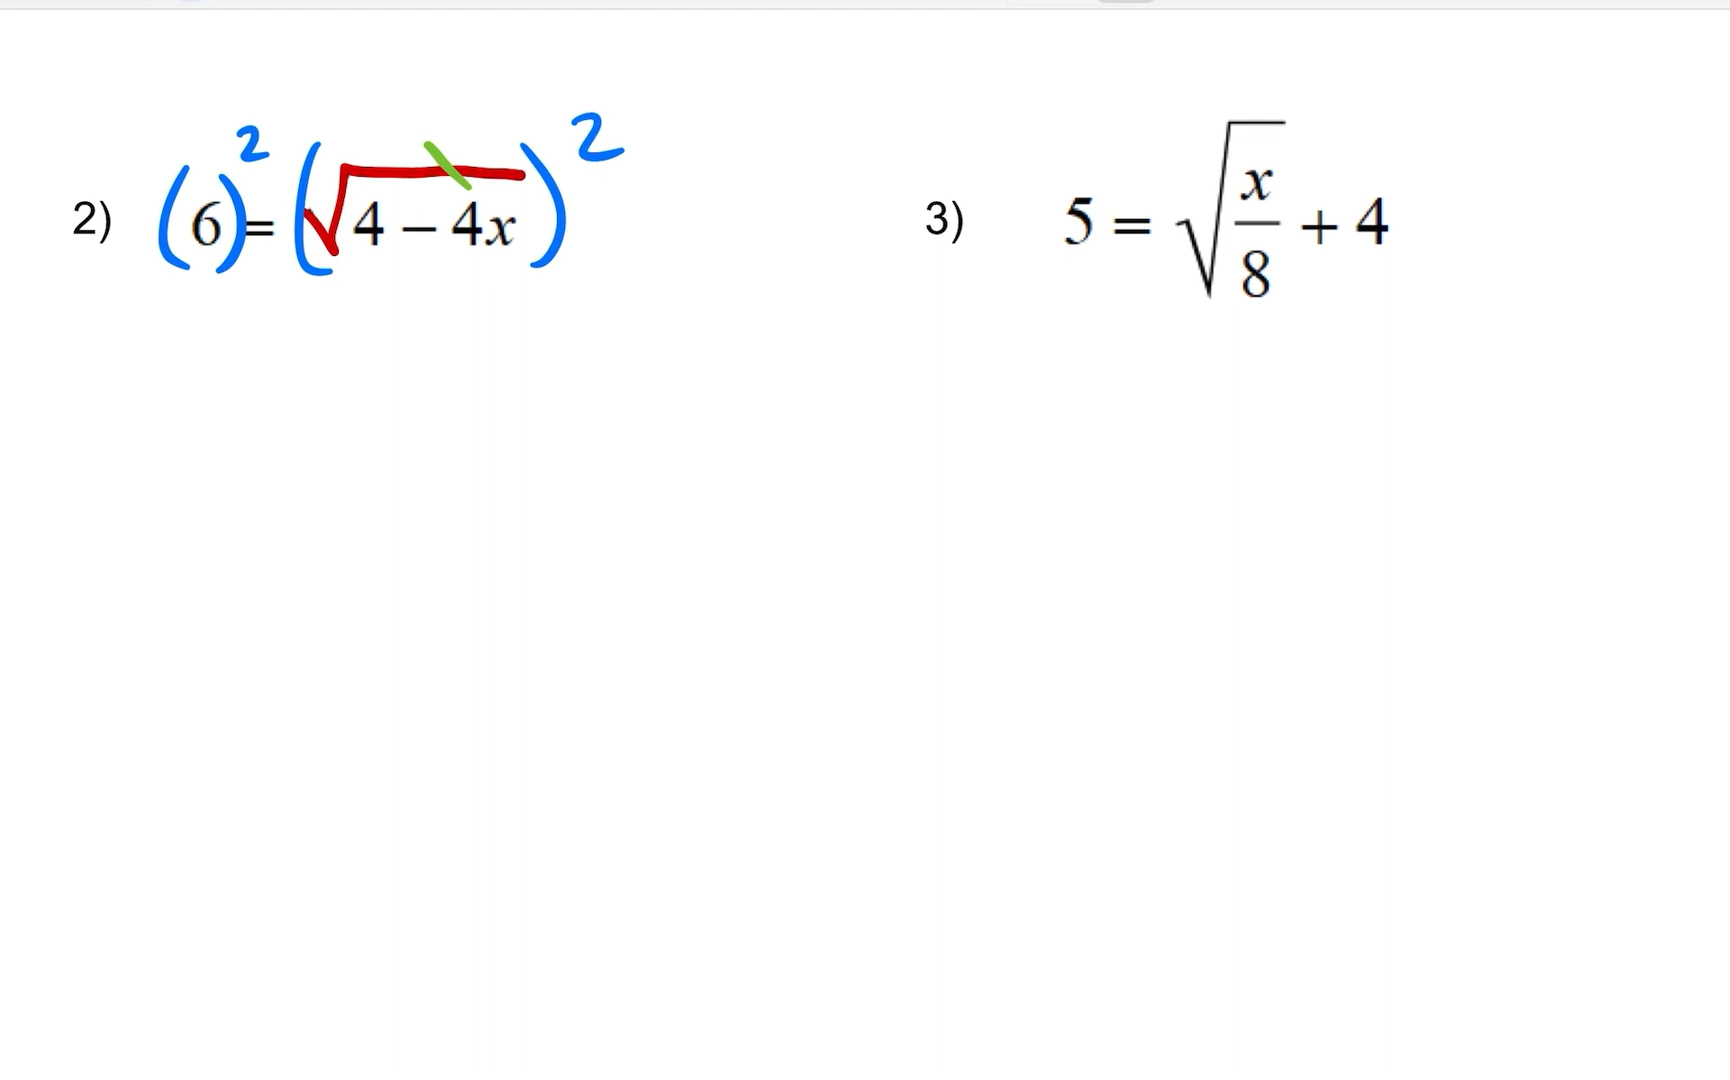 2) (6)² = (√4 − 4x)²
3) 5 = √x/8 + 4